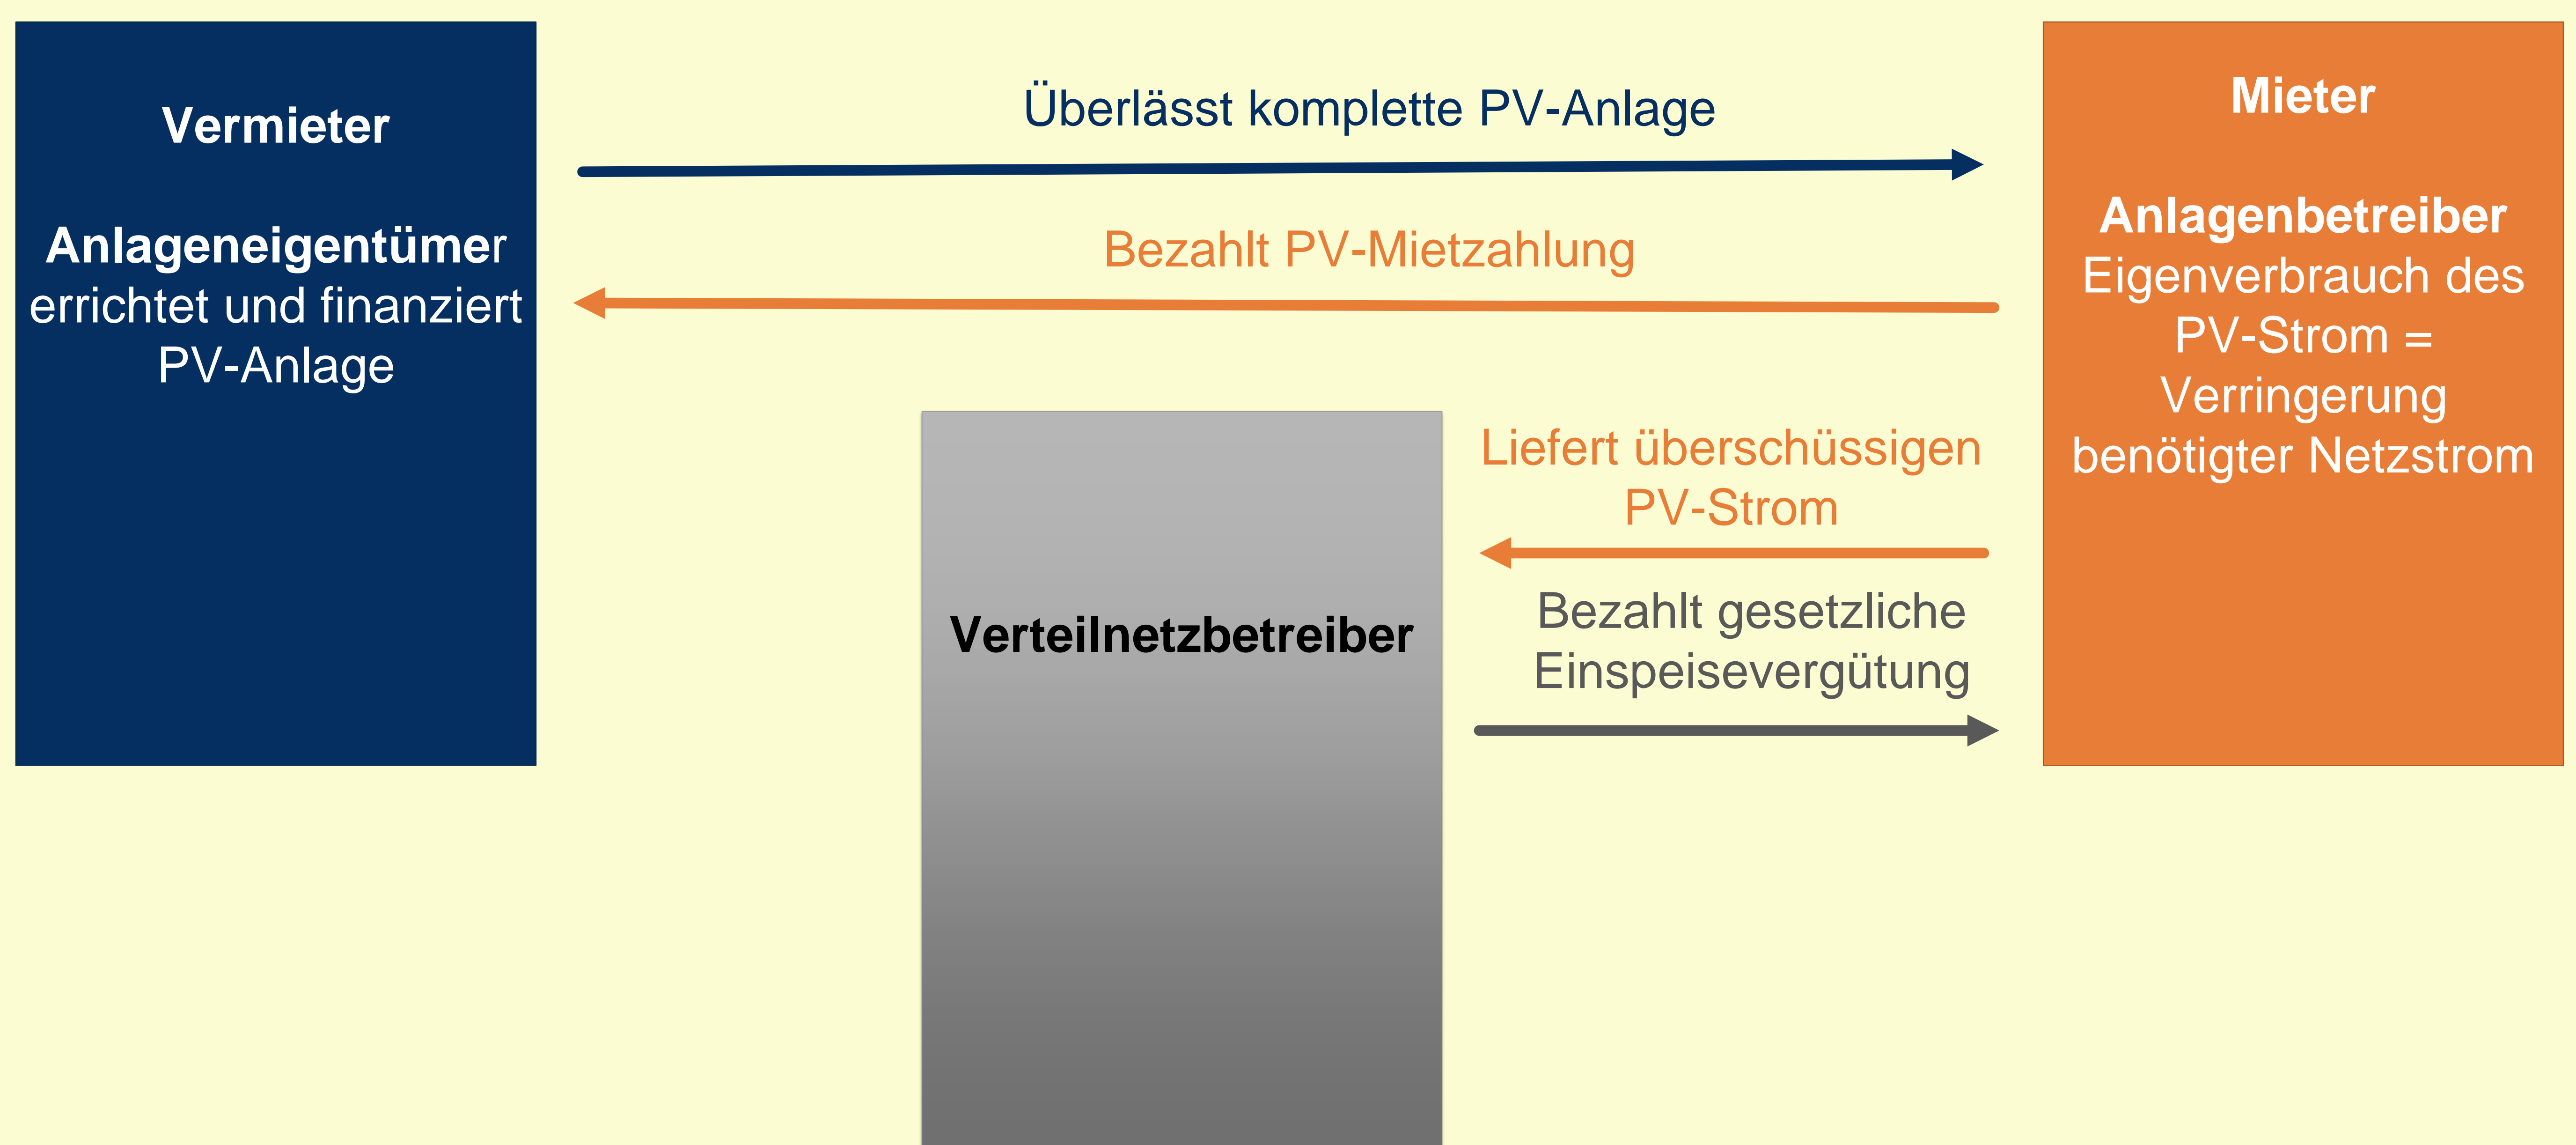 Vermieter
Anlageneigentümer
errichtet und finanziert
PV-Anlage
Überlässt komplette PV-Anlage
Bezahlt PV-Mietzahlung
Verteilnetzbetreiber
Liefert überschüssigen
PV-Strom
Bezahlt gesetzliche
Einspeisevergütung
Mieter
Anlagenbetreiber
Eigenverbrauch des
PV-Strom =
Verringerung
benötigter Netzstrom